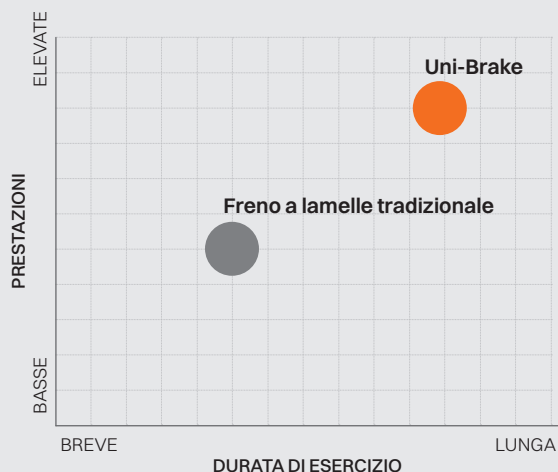 ELEVATE
Uni-Brake
Freno a lamelle tradizionale
PRESTAZIONI
BASSE
BREVE
LUNGA
DURATA DI ESERCIZIO